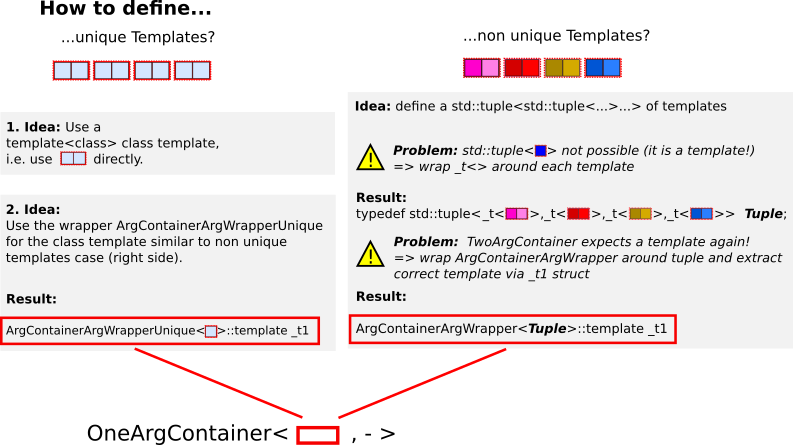 How to define...
...unique Templates?
1. Idea: Use a
template<class> class template,
i.e. use directly.
2. Idea:
Use the wrapper ArgContainerArgWrapperUnique
for the class template similar to non unique
templates case (right side).
Result:
ArgContainerArgWrapperUnique< >::template _t1
...non unique Templates?
Idea: define a std::tuple<std::tuple<...>...> of templates
Problem: std::tuple< > not possible (it is a template!)
=> wrap _t<> around each template
Result:
typedef std::tuple<_t< >,_t< >,_t< >,_t< >> Tuple;
Problem: TwoArgContainer expects a template again!
=> wrap ArgContainerArgWrapper around tuple and extract
correct template via _t1 struct
Result:
ArgContainerArgWrapper<Tuple>::template _t1
OneArgContainer< , - >